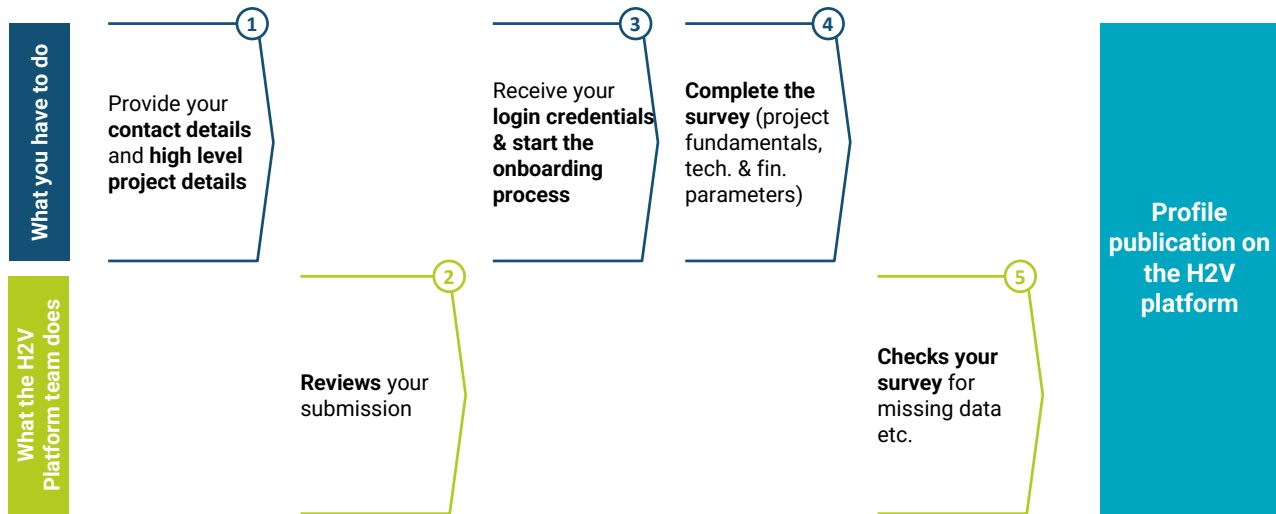 What you have to do
1
Provide your
contact details
and high level
project details
3
Receive your
login credentials
& start the
onboarding
process
4
Complete the
survey (project
fundamentals,
tech. & fin.
parameters)
What the H2V
Platform team does
2
Reviews your
submission
5
Checks your
survey for
missing data
etc.
Profile
publication on
the H2V
platform